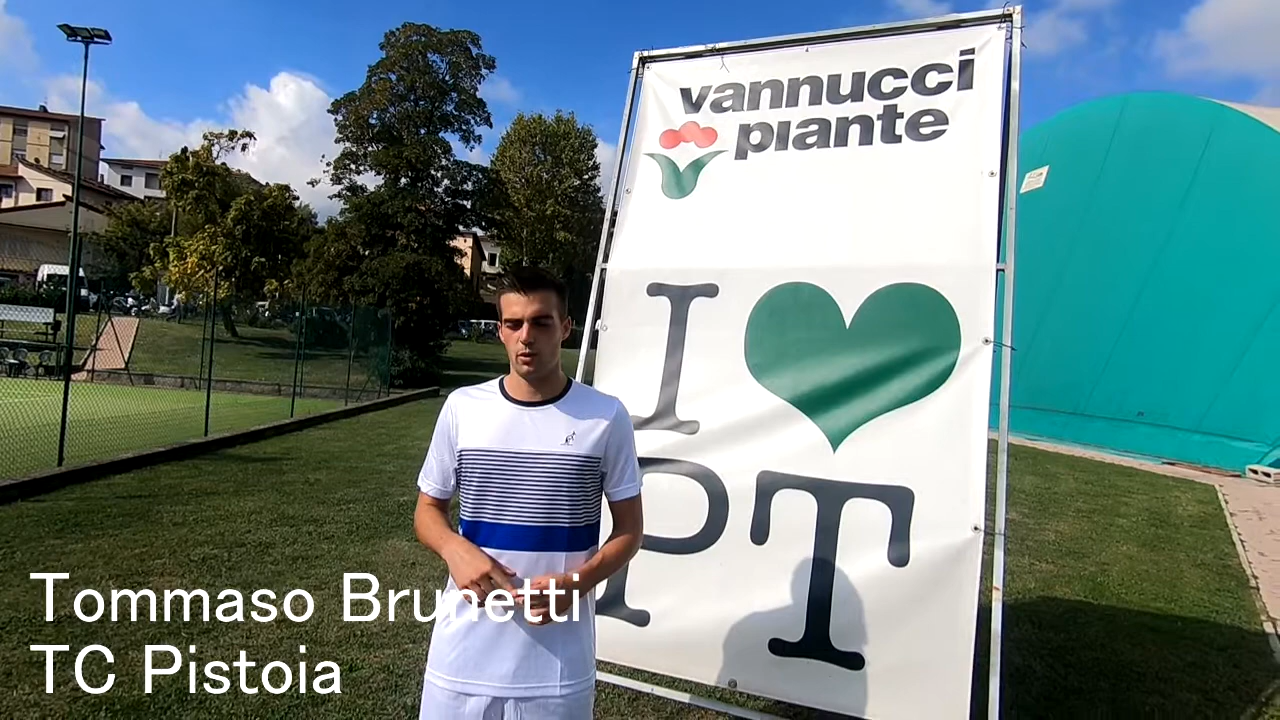 vannucci
piante
I
PT
Tommaso Brunetti
TC Pistoia